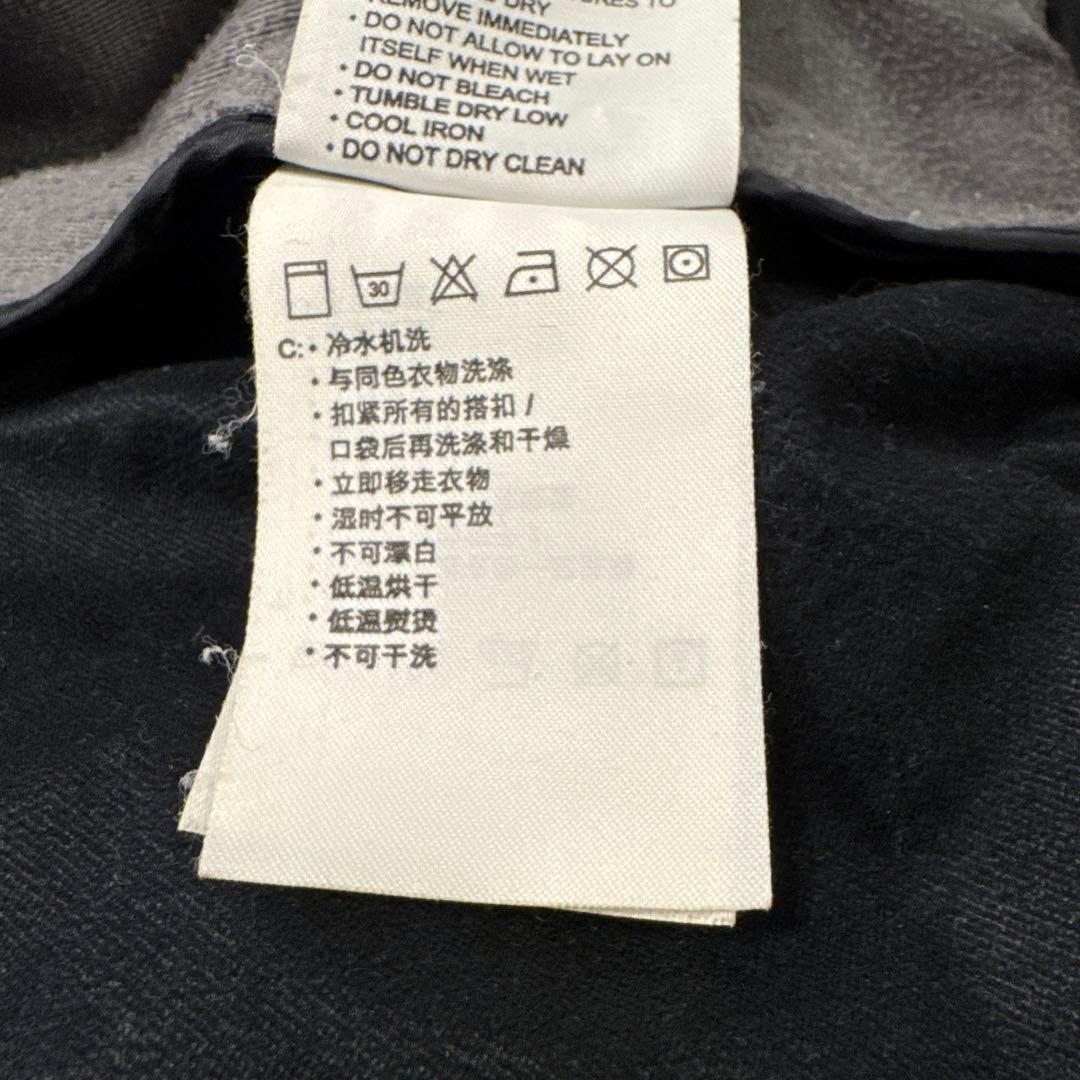 TO
DRY
REMOVE IMMEDIATELY
• DO NOT ALLOW TO LAY ON
ITSELF WHEN WET
• DO NOT BLEACH
• TUMBLE DRY LOW
• COOL IRON
• DO NOT DRY CLEAN
30
C: • 冷水机洗
• 与同色衣物洗涤
• 扣紧所有的搭扣 /
口袋后再洗涤和干燥
• 立即移走衣物
• 湿时不可平放
• 不可漂白
• 低温烘干
• 低温熨烫
• 不可干洗